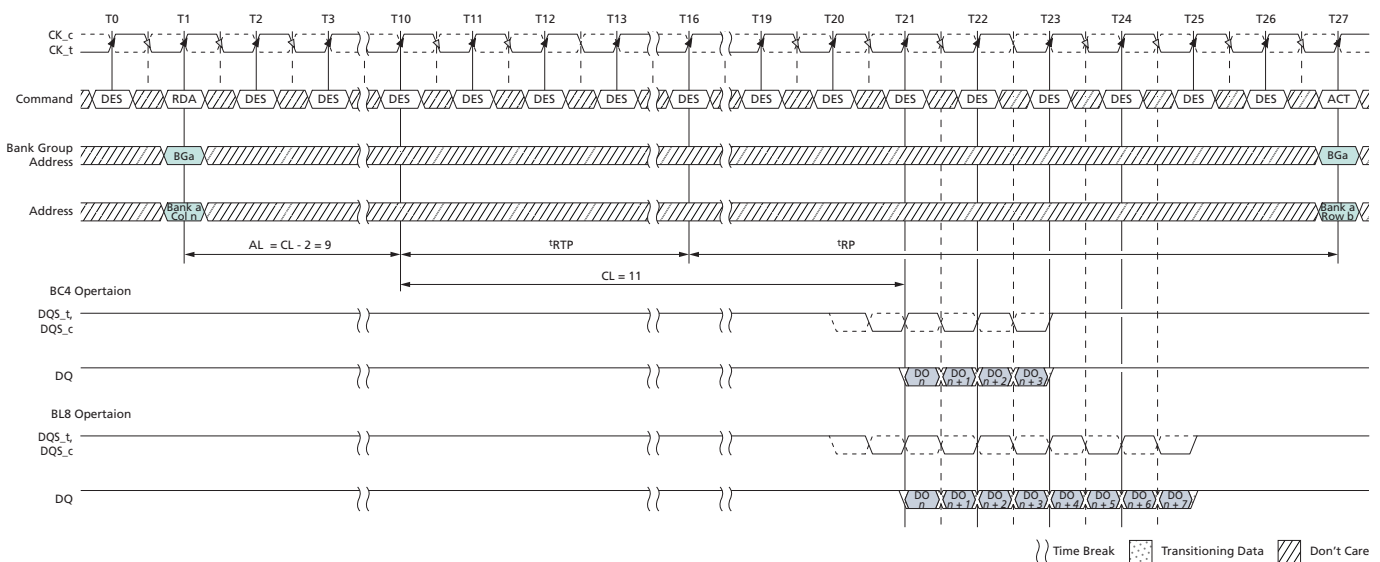 T0 T1 T2 T3 T10 T11 T12 T13 T16 T19 T20 T21 T22 T23 T24 T25 T26 T27
CK_c
CK_t
Command DES RDA DES DES DES DES DES DES DES DES DES DES DES DES DES DES DES ACT
Bank Group
Address
BGa BGa
Address
Bank a
Col n
Bank a
Row b
AL = CL - 2 = 9 tRTP tRP
CL = 11
BC4 Opertaion
DQS_t,
DQS_c
DQ
DO
n
DO
n + 1
DO
n + 2
DO
n + 3
BL8 Opertaion
DQS_t,
DQS_c
DQ
DO
n
DO
n + 1
DO
n + 2
DO
n + 3
DO
n + 4
DO
n + 5
DO
n + 6
DO
n + 7
Time Break Transitioning Data Don't Care